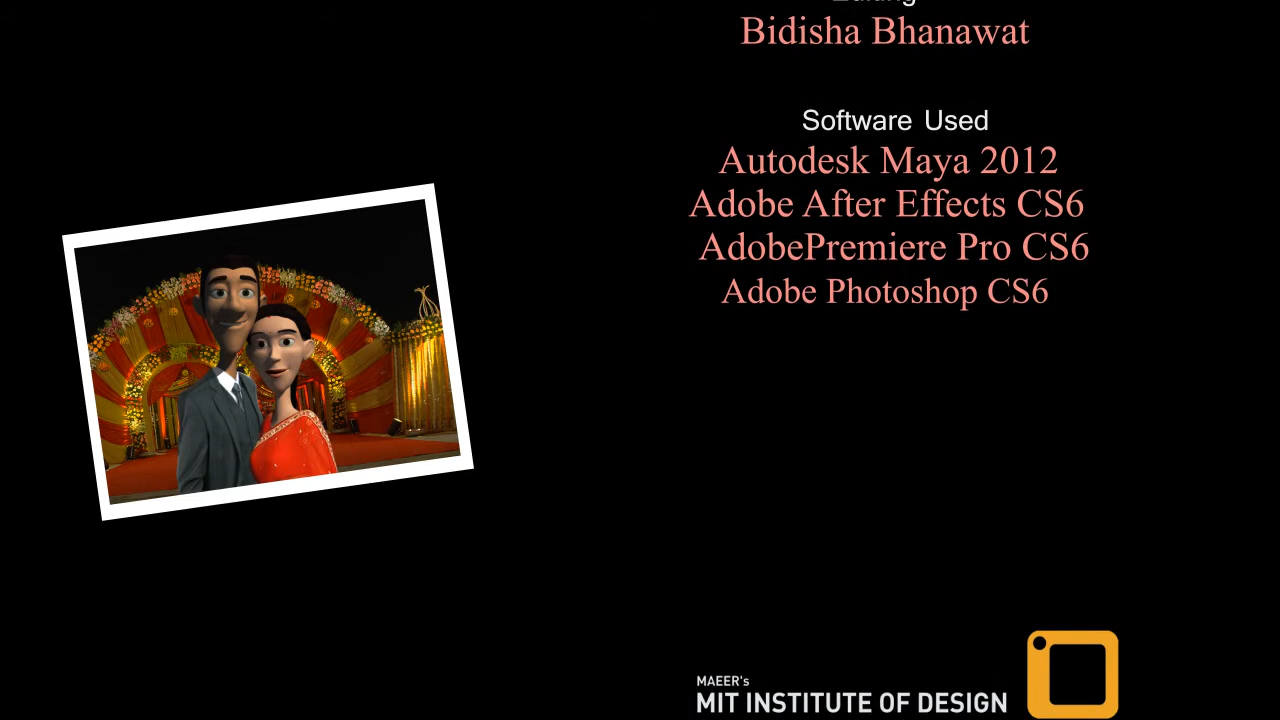 Editing
Bidisha Bhanawat
Software Used
Autodesk Maya 2012
Adobe After Effects CS6
AdobePremiere Pro CS6
Adobe Photoshop CS6
MAEER's
MIT INSTITUTE OF DESIGN